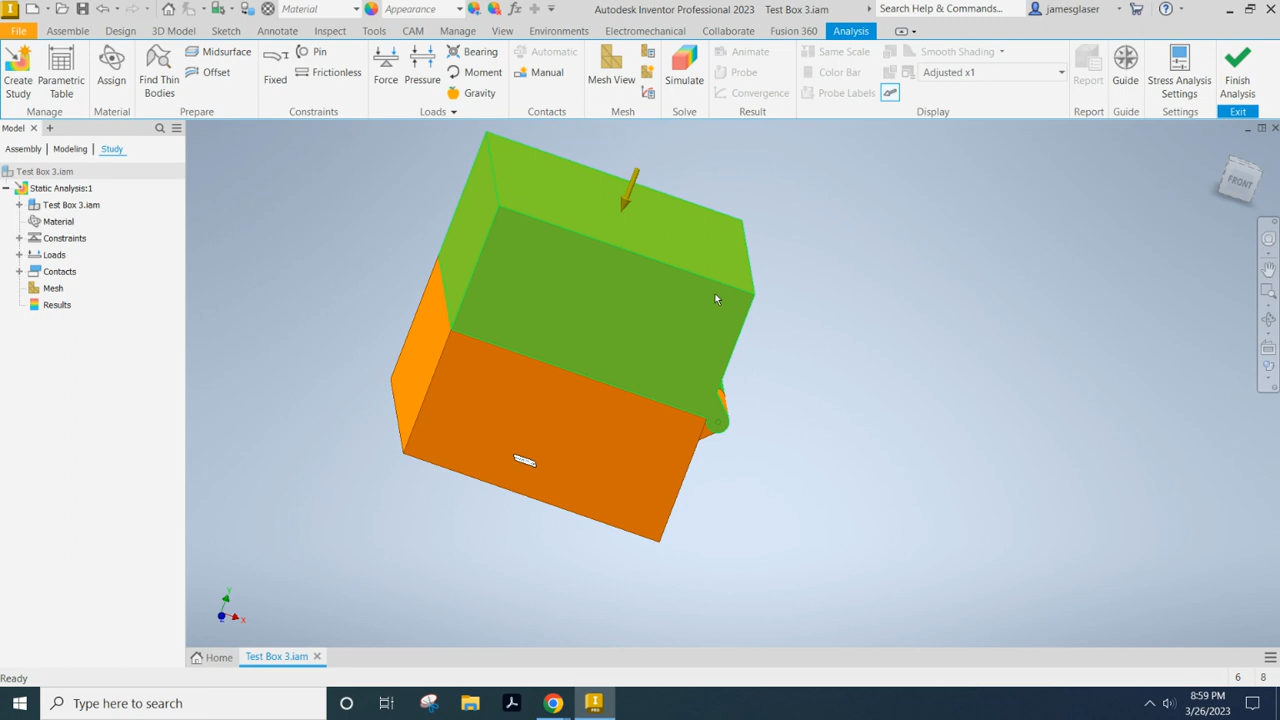 File Assembly Design 3D Model Sketch Annotate Inspect Tools CAM Manage View Environments Electromechanical Collaborate Fusion 360 Analysis
Material Appearance Autodesk Inventor Professional 2023 Test Box 3.iam Search Help & Commands... jamesglaser
Create Study
Parametric Table
Manage
Assign
Material
Find Thin Bodies
Midsurface
Offset
Prepare
Fixed
Pin
Frictionless
Constraints
Force
Pressure
Bearing
Moment
Gravity
Loads
Automatic
Manual
Contacts
Mesh View
Mesh
Simulate
Solve
Animate
Probe
Convergence
Result
Same Scale
Color Bar
Probe Labels
Smooth Shading
Adjusted x1
Display
Report
Report
Guide
Guide
Stress Analysis Settings
Settings
Finish Analysis
Exit
Model
Assembly Modeling Study
Test Box 3.iam
Static Analysis:1
Test Box 3.iam
Material
Constraints
Loads
Contacts
Mesh
Results
FRONT
Y
X
Home Test Box 3.iam
Ready 6 8
Type here to search
8:59 PM
3/26/2023